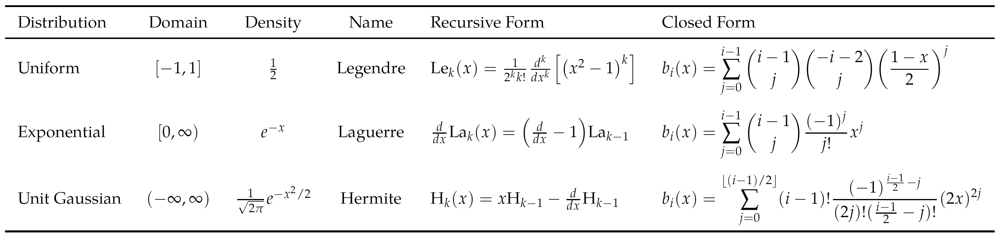 Distribution Domain Density Name Recursive Form Closed Form
Uniform [−1, 1] $\frac{1}{2}$ Legendre $\mathrm{Le}_k(x) = \frac{1}{2^k k!} \frac{d^k}{dx^k} \left[ \left( x^2 - 1 \right)^k \right]$ $b_i(x) = \sum_{j=0}^{i-1} \binom{i-1}{j} \binom{-i-2}{j} \left( \frac{1-x}{2} \right)^j$
Exponential [0, ∞) $e^{-x}$ Laguerre $\frac{d}{dx} \mathrm{La}_k(x) = \left( \frac{d}{dx} - 1 \right) \mathrm{La}_{k-1}$ $b_i(x) = \sum_{j=0}^{i-1} \binom{i-1}{j} \frac{(-1)^j}{j!} x^j$
Unit Gaussian (−∞, ∞) $\frac{1}{\sqrt{2\pi}} e^{-x^2/2}$ Hermite $\mathrm{H}_k(x) = x\mathrm{H}_{k-1} - \frac{d}{dx} \mathrm{H}_{k-1}$ $b_i(x) = \sum_{j=0}^{\lfloor (i-1)/2 \rfloor} (i-1)! \frac{(-1)^{\frac{i-1}{2} - j}}{(2j)! (\frac{i-1}{2} - j)!} (2x)^{2j}$